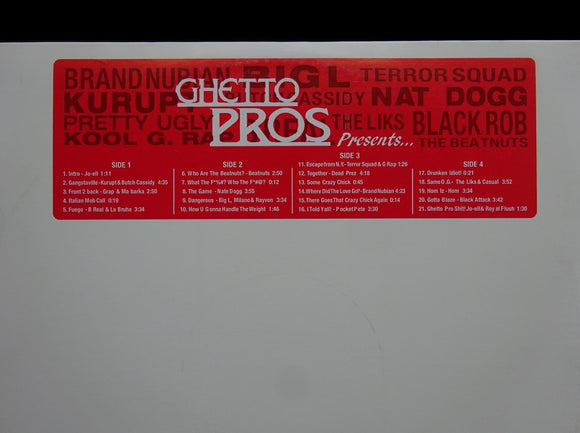 BRAND NUBIAN BIG L TERROR SQUAD
KURUPT CASSIDY NAT DOGG
PRETTY UGLY THE LIKS BLACK ROB
KOOL G. RAP THE BEATNUTS
GHETTO
PROS
Presents...
SIDE 1
1. Intro - Jo-ell 1:11
2. Gangstaville - Kurupt & Butch Cassidy 4:35
3. Front 2 back - Grap & Ma barka 2:30
4. Italian Mob Call 0:19
5. Fuego - B Real & La Bruha 3:34
SIDE 2
6. Who Are The Beatnuts? - Beatnuts 2:50
7. What The F*%#? Who The F*#@? 0:12
8. The Game - Nate Dogg 3:55
9. Dangerous - Big L, Milano & Rayvon 3:34
10. How U Gonna Handle The Weight 1:46
SIDE 3
11. Escape from N.Y. - Terror Squad & G Rap 1:26
12. Together - Dead Prez 4:18
13. Some Crazy Chick 0:45
14. Where Did The Love Go? - Brand Nubian 4:23
15. There Goes That Crazy Chick Again 0:14
16. I Told Yall! - Pocket Pete 3:30
SIDE 4
17. Drunken Idiot! 0:21
18. Same O.G. - The Liks & Casual 3:52
19. Hom Iz - Hom 3:30
20. Gotta Blaze - Black Attack 3:42
21. Ghetto Pro Shit! Jo-ell & Royal Flush 1:30